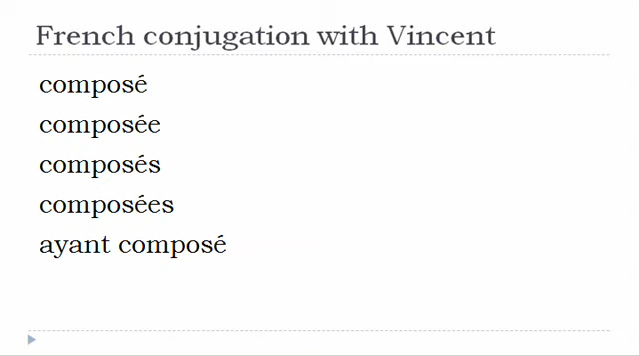 French conjugation with Vincent
composé
composée
composés
composées
ayant composé